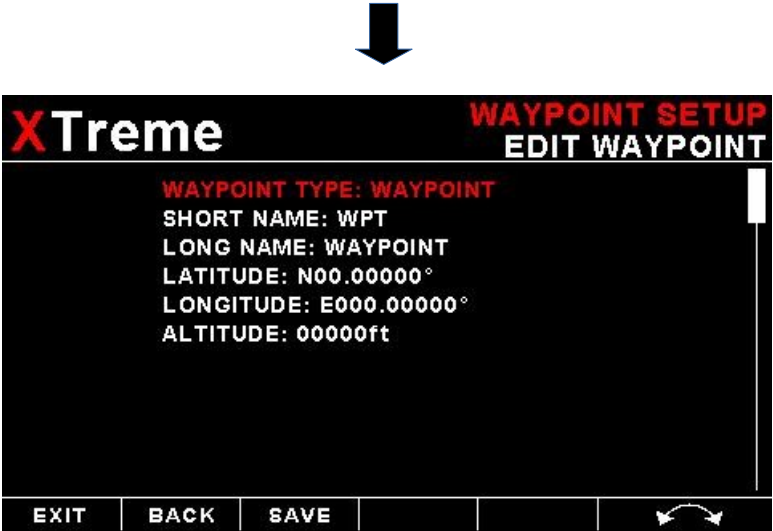 XTreme
WAYPOINT SETUP
EDIT WAYPOINT
WAYPOINT TYPE: WAYPOINT
SHORT NAME: WPT
LONG NAME: WAYPOINT
LATITUDE: N00.00000°
LONGITUDE: E000.00000°
ALTITUDE: 00000ft
EXIT BACK SAVE